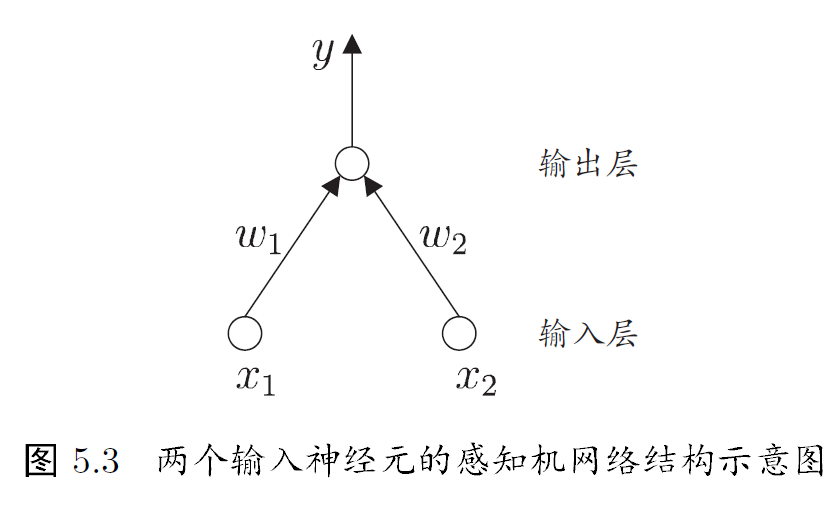 y
输出层
w₁ w₂
输入层
x₁ x₂
图 5.3 两个输入神经元的感知机网络结构示意图